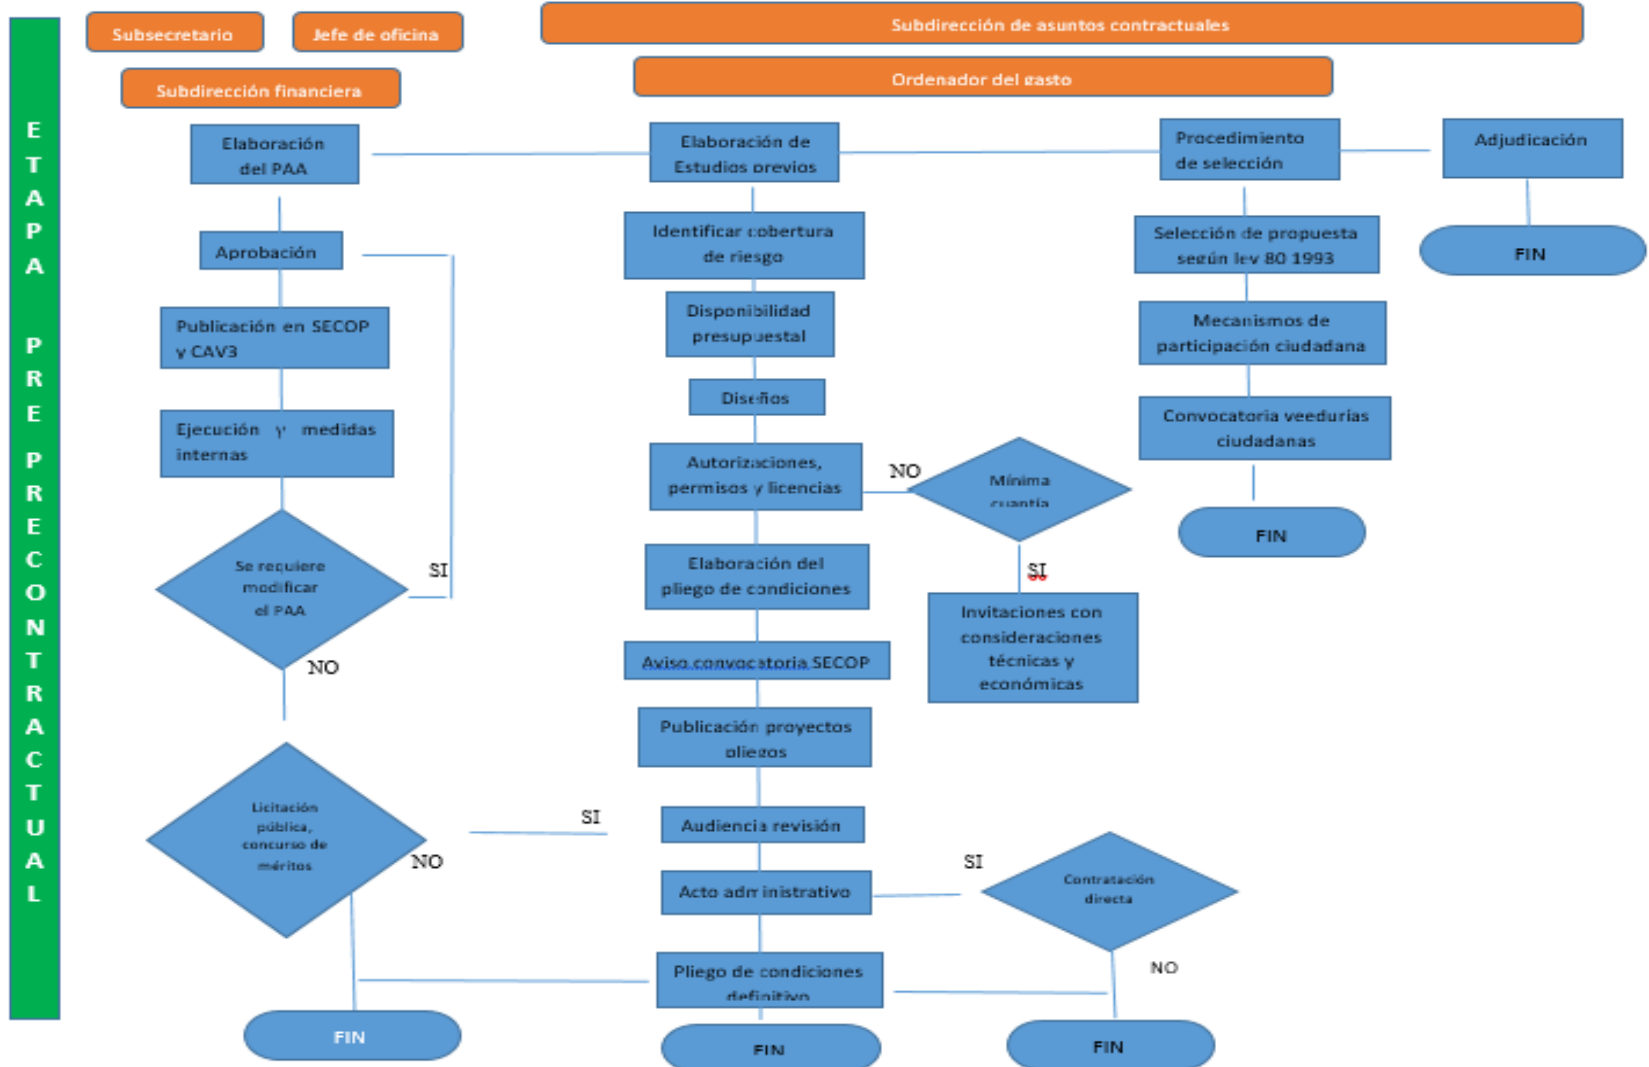 ETAPA PRE PRECONTRACTUAL
Subsecretario
Jefe de oficina
Subdirección financiera
Subdirección de asuntos contractuales
Ordenador del gasto
Elaboración
del PAA
Aprobación
Publicación en SECOP
y CAV3
Ejecución y medidas
internas
Se requiere
modificar
el PAA
SI
NO
Licitación
pública,
concurso de
méritos
SI
NO
FIN
Elaboración de
Estudios previos
Identificar cobertura
de riesgo
Disponibilidad
presupuestal
Diseños
Autorizaciones,
permisos y licencias
NO
Mínima
cuantía
SI
Invitaciones con
consideraciones
técnicas y
económicas
Elaboración del
pliego de condiciones
Aviso convocatoria SECOP
Publicación proyectos
pliegos
Audiencia revisión
Acto administrativo
SI
Contratación
directa
NO
Pliego de condiciones
definitivo
FIN
FIN
Procedimiento
de selección
Selección de propuesta
según ley 80 1993
Mecanismos de
participación ciudadana
Convocatoria veedurías
ciudadanas
FIN
Adjudicación
FIN